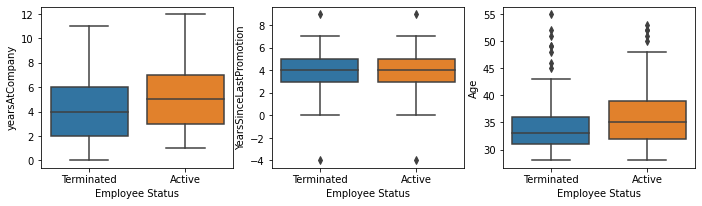 yearsAtCompany
12
10
8
6
4
2
0
Terminated Active
Employee Status
YearsSinceLastPromotion
8
6
4
2
0
−2
−4
Terminated Active
Employee Status
Age
55
50
45
40
35
30
Terminated Active
Employee Status